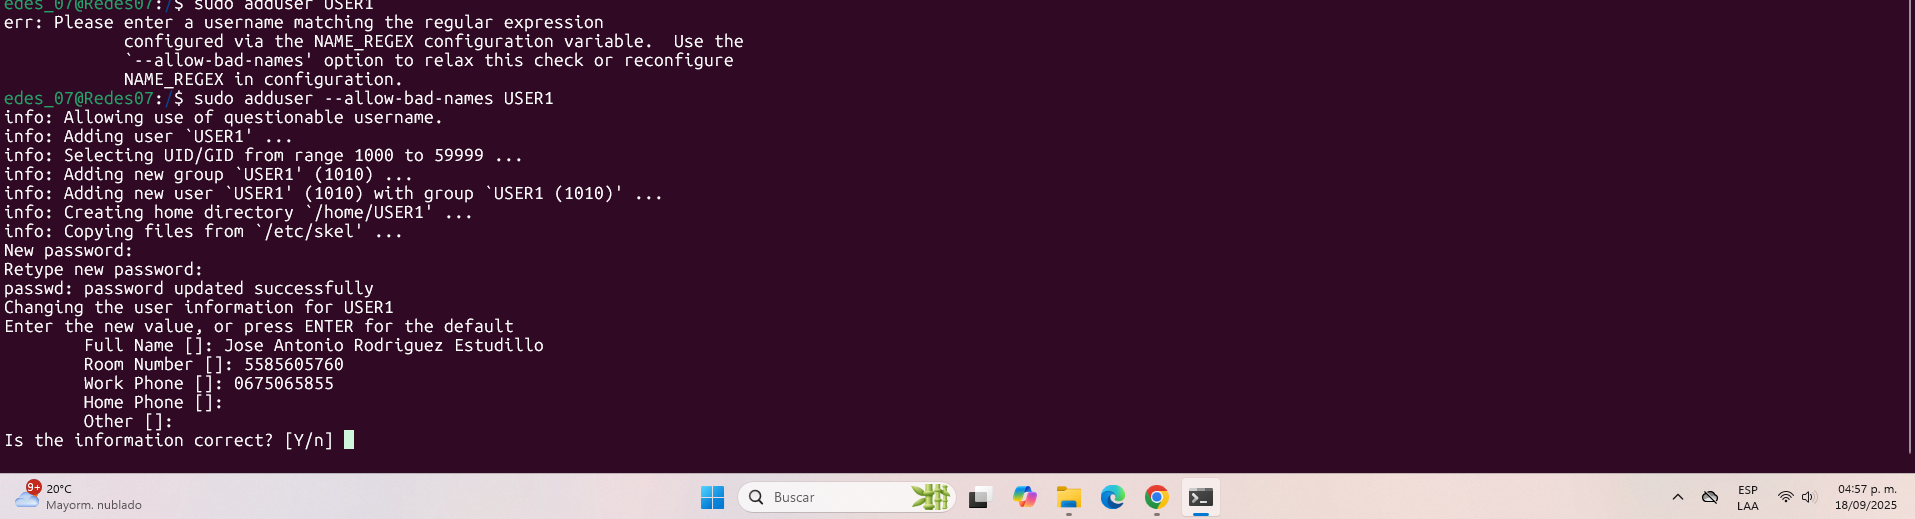 edes_07@Redes07:/$ sudo adduser USER1
err: Please enter a username matching the regular expression
configured via the NAME_REGEX configuration variable.  Use the
`--allow-bad-names' option to relax this check or reconfigure
NAME_REGEX in configuration.
edes_07@Redes07:/$ sudo adduser --allow-bad-names USER1
info: Allowing use of questionable username.
info: Adding user `USER1' ...
info: Selecting UID/GID from range 1000 to 59999 ...
info: Adding new group `USER1' (1010) ...
info: Adding new user `USER1' (1010) with group `USER1 (1010)' ...
info: Creating home directory `/home/USER1' ...
info: Copying files from `/etc/skel' ...
New password:
Retype new password:
passwd: password updated successfully
Changing the user information for USER1
Enter the new value, or press ENTER for the default
Full Name []: Jose Antonio Rodriguez Estudillo
Room Number []: 5585605760
Work Phone []: 0675065855
Home Phone []:
Other []:
Is the information correct? [Y/n]
9+
20°C
Mayorm. nublado
Buscar
ESP
LAA
04:57 p. m.
18/09/2025